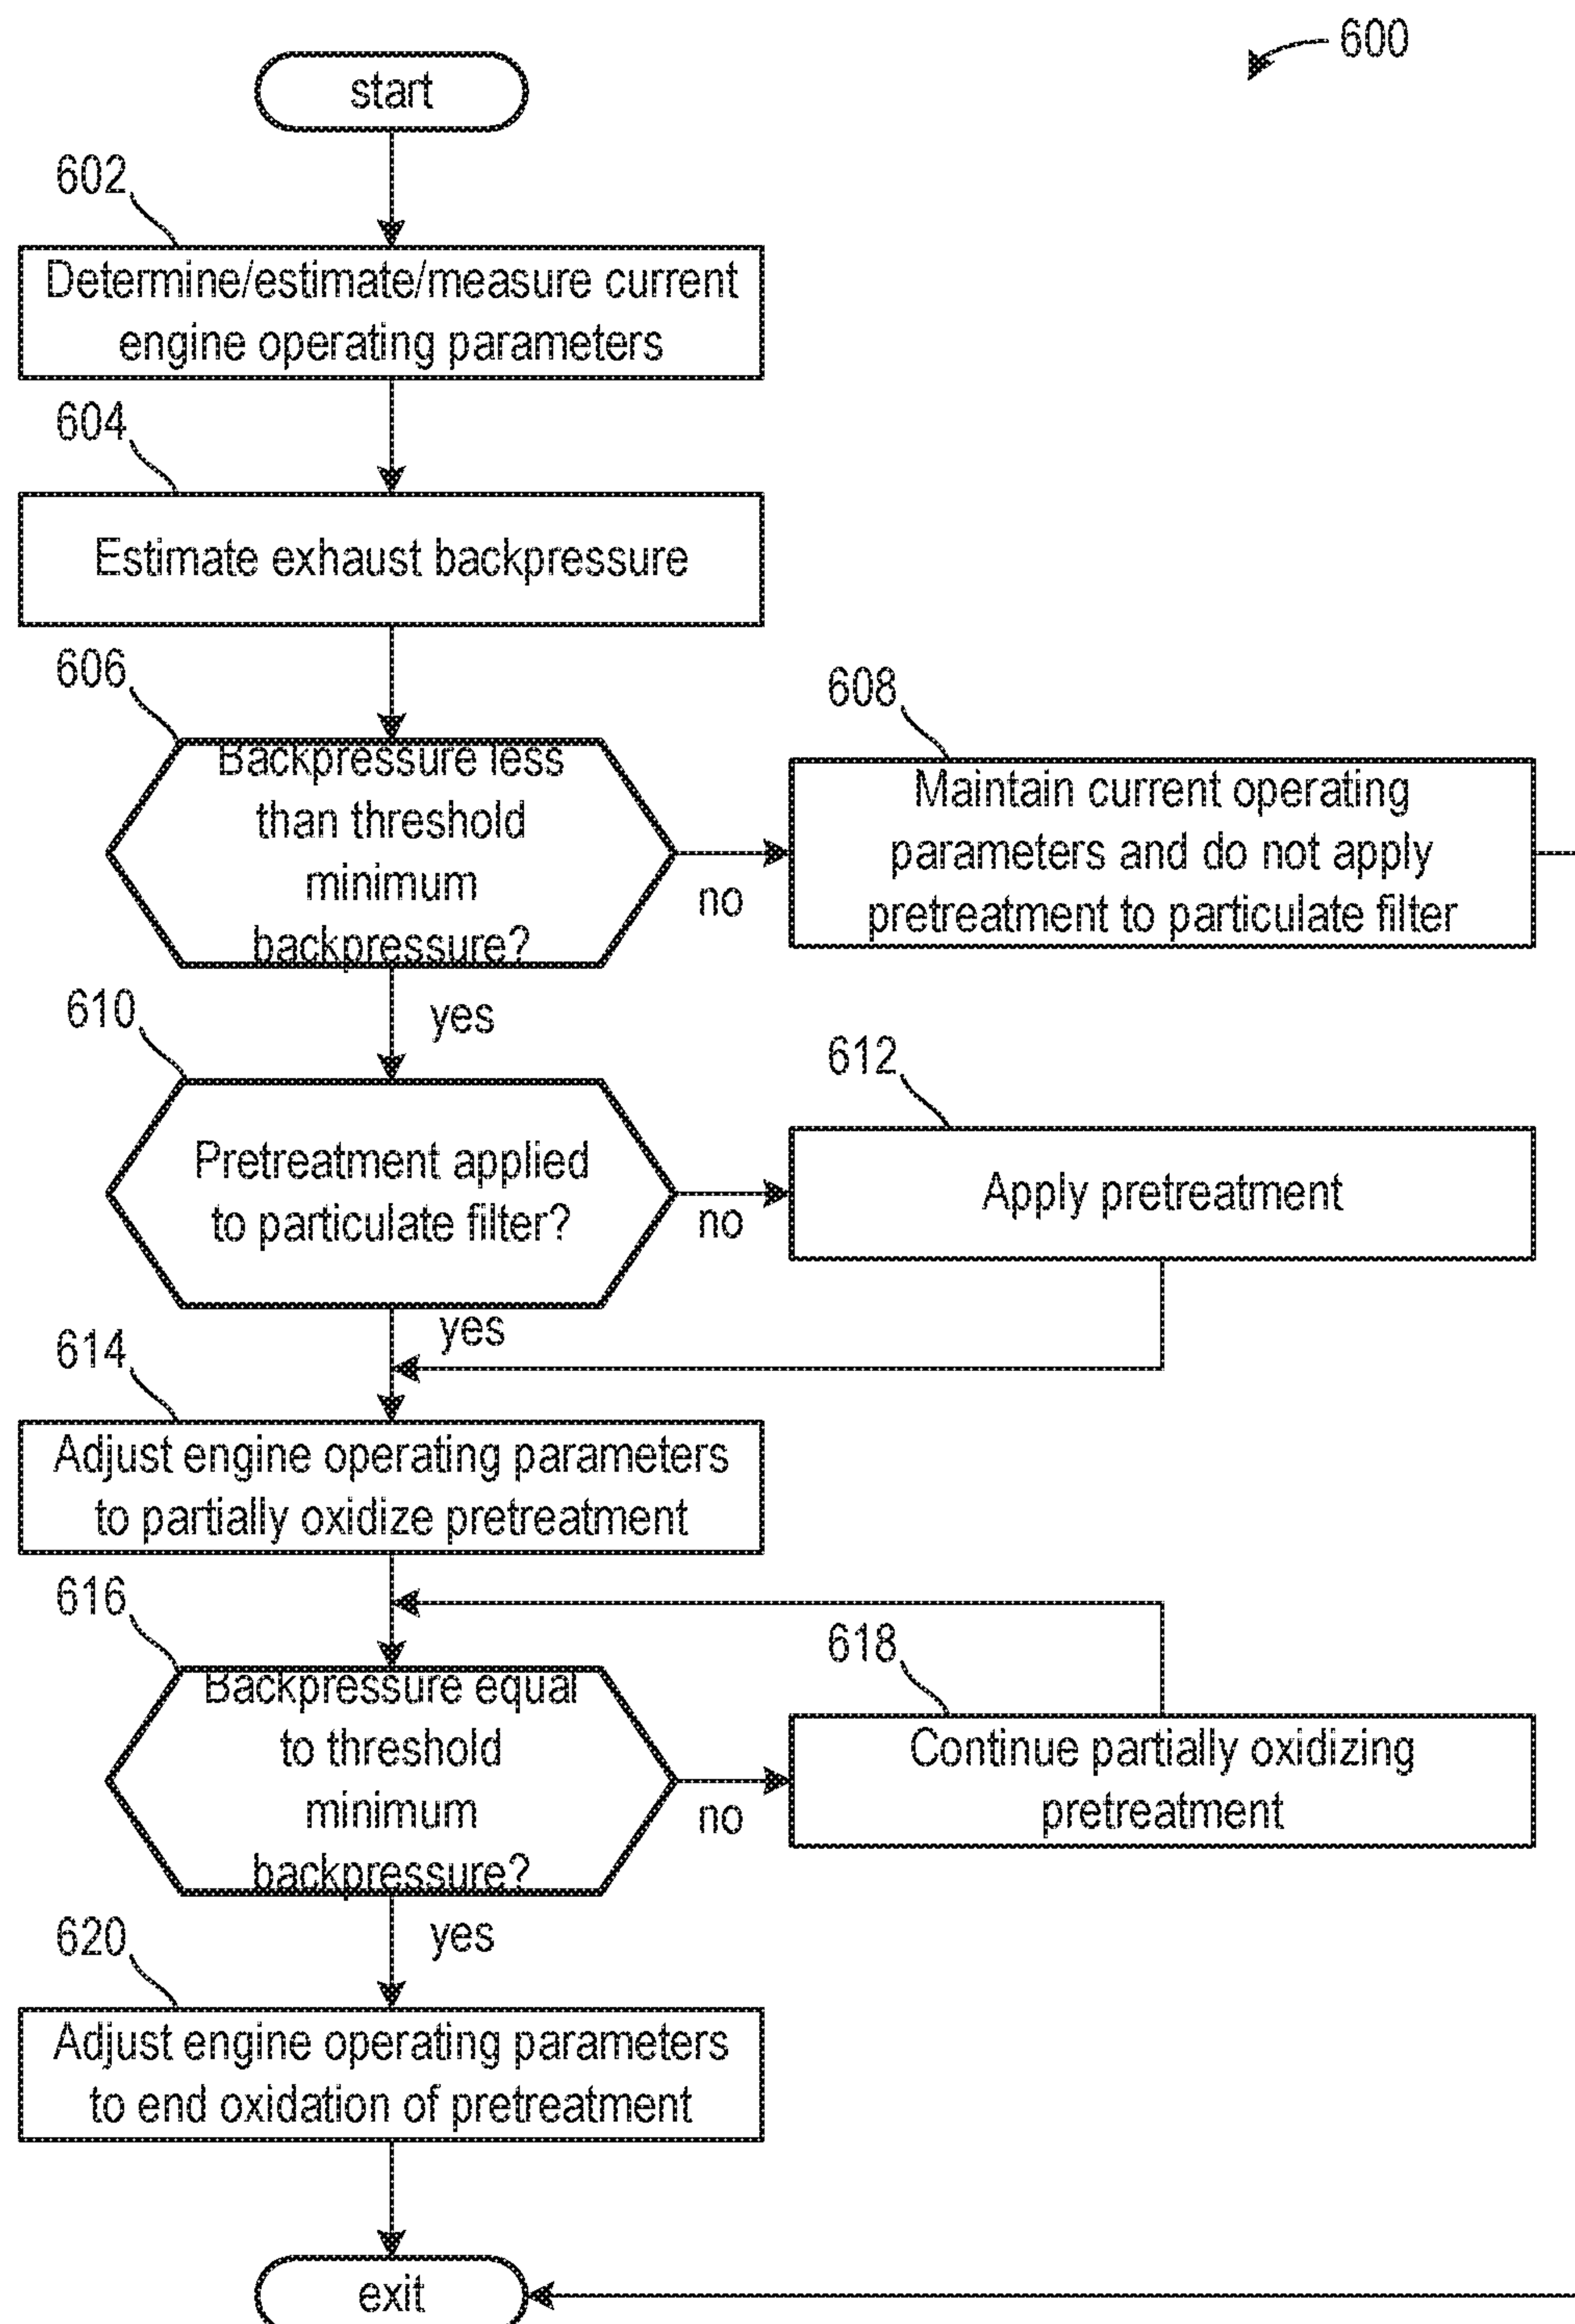 600
start
602
Determine/estimate/measure current
engine operating parameters
604
Estimate exhaust backpressure
606
Backpressure less
than threshold
minimum
backpressure?
no
608
Maintain current operating
parameters and do not apply
pretreatment to particulate filter
yes
610
Pretreatment applied
to particulate filter?
no
612
Apply pretreatment
yes
614
Adjust engine operating parameters
to partially oxidize pretreatment
616
Backpressure equal
to threshold
minimum
backpressure?
no
618
Continue partially oxidizing
pretreatment
yes
620
Adjust engine operating parameters
to end oxidation of pretreatment
exit